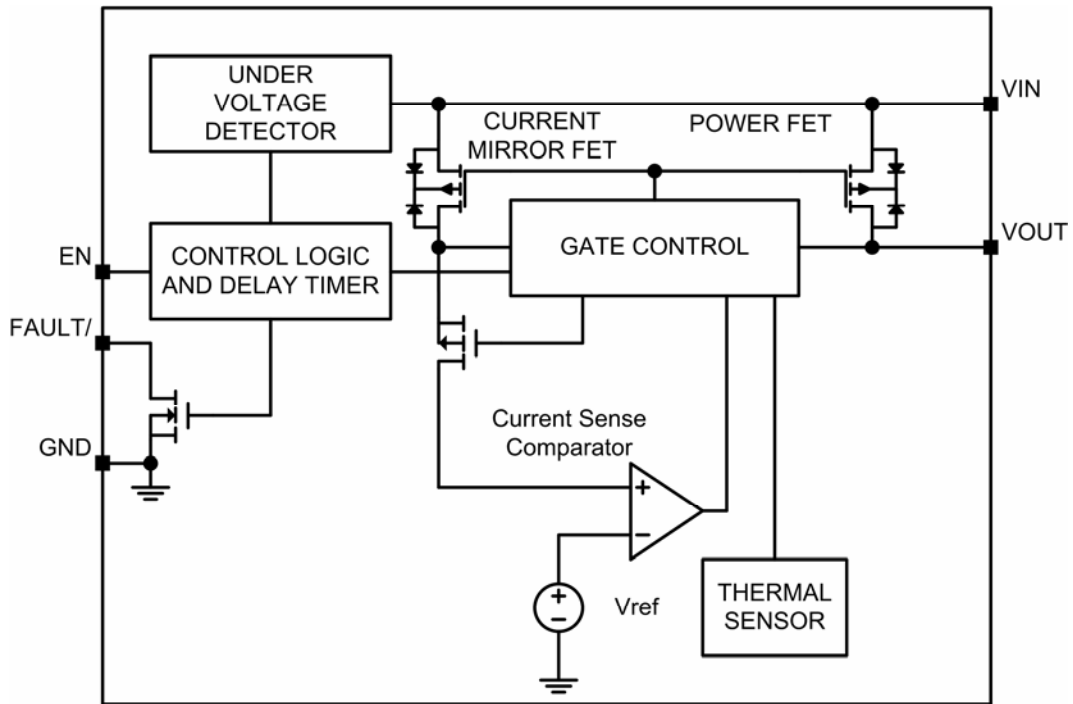 UNDER
VOLTAGE
DETECTOR
VIN
CURRENT
MIRROR FET
POWER FET
EN
CONTROL LOGIC
AND DELAY TIMER
GATE CONTROL
VOUT
FAULT/
GND
Current Sense
Comparator
+
−
+
−
Vref
THERMAL
SENSOR